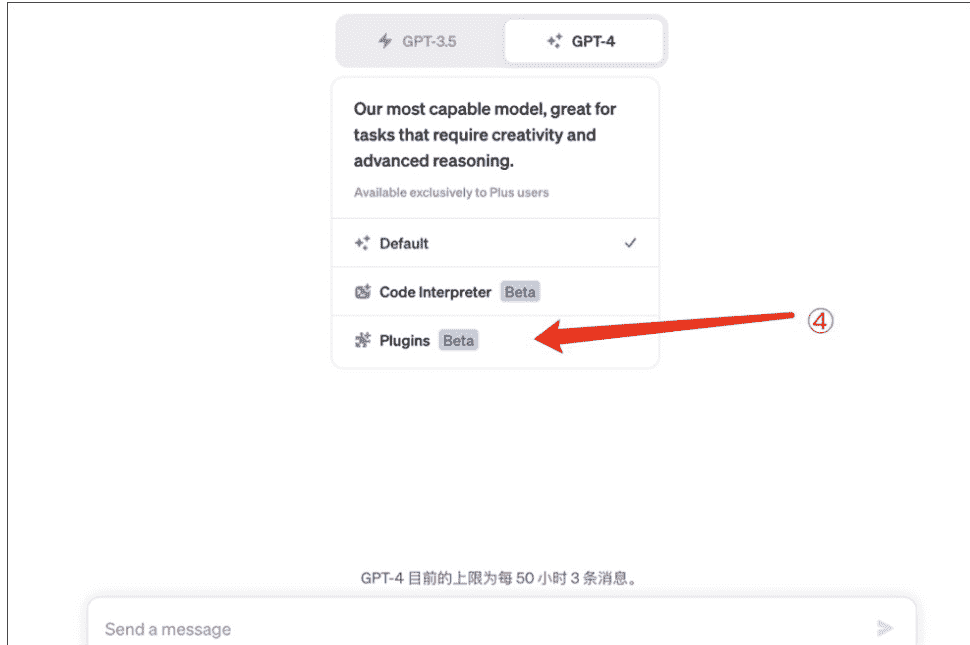 GPT-3.5
GPT-4
Our most capable model, great for
tasks that require creativity and
advanced reasoning.
Available exclusively to Plus users
Default
Code Interpreter Beta
Plugins Beta
④
GPT-4 目前的上限为每 50 小时 3 条消息。
Send a message